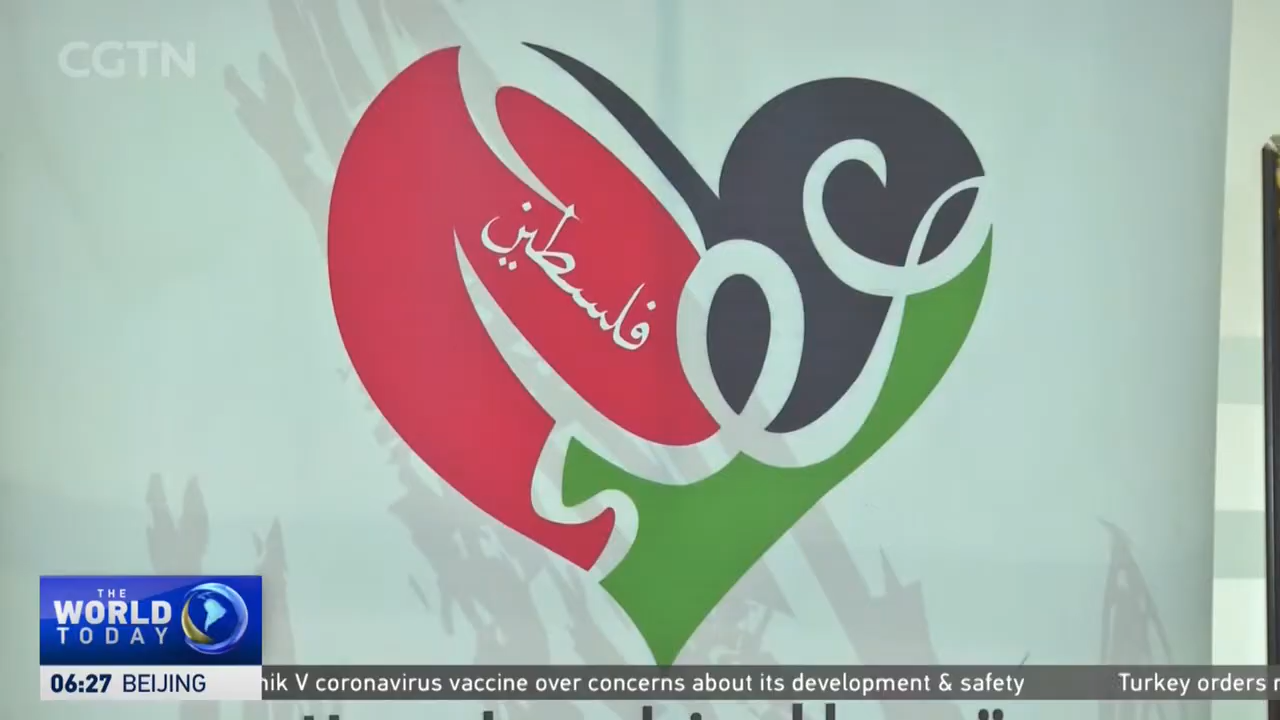 CGTN
فلسطين
THE
WORLD
TODAY
06:27 BEIJING
nik V coronavirus vaccine over concerns about its development & safety
Turkey orders